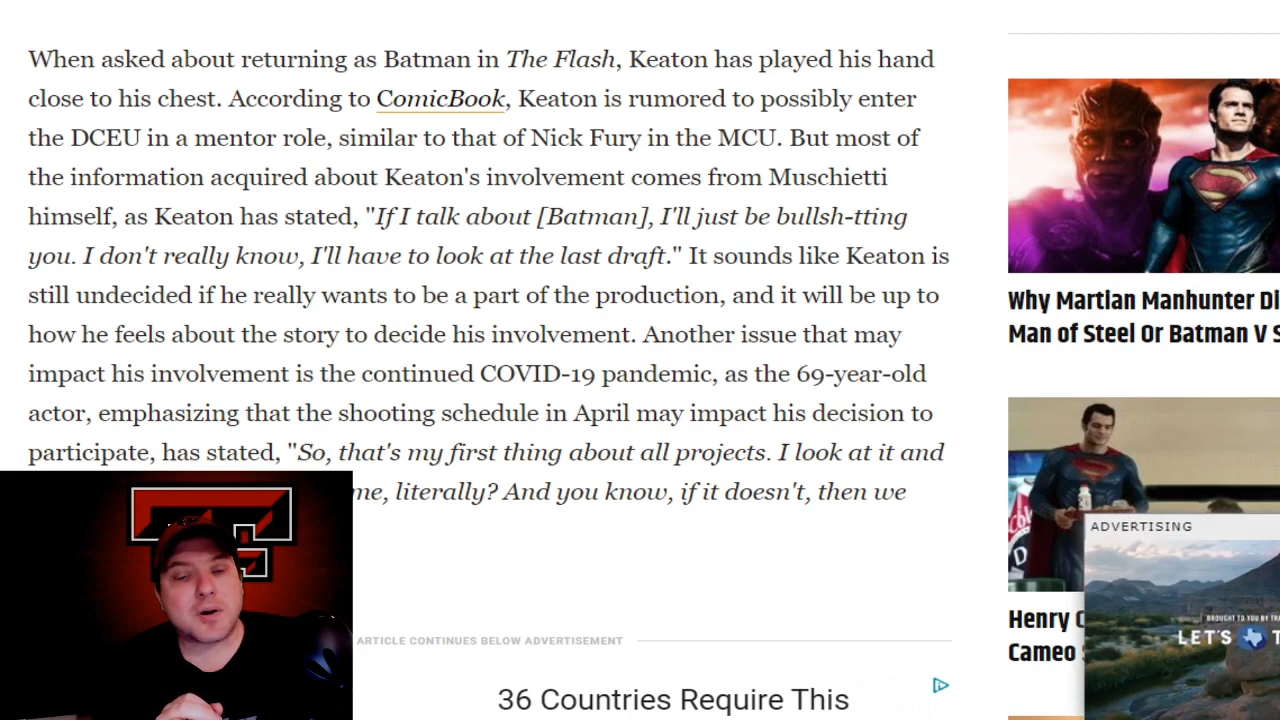 When asked about returning as Batman in The Flash, Keaton has played his hand
close to his chest. According to ComicBook, Keaton is rumored to possibly enter
the DCEU in a mentor role, similar to that of Nick Fury in the MCU. But most of
the information acquired about Keaton's involvement comes from Muschietti
himself, as Keaton has stated, "If I talk about [Batman], I'll just be bullsh-tting
you. I don't really know, I'll have to look at the last draft." It sounds like Keaton is
still undecided if he really wants to be a part of the production, and it will be up to
how he feels about the story to decide his involvement. Another issue that may
impact his involvement is the continued COVID-19 pandemic, as the 69-year-old
actor, emphasizing that the shooting schedule in April may impact his decision to
participate, has stated, "So, that's my first thing about all projects. I look at it and
me, literally? And you know, if it doesn't, then we
ARTICLE CONTINUES BELOW ADVERTISEMENT
36 Countries Require This
Why Martian Manhunter Di
Man of Steel Or Batman V S
Henry C
Cameo
ADVERTISING
BROUGHT TO YOU BY
LET'S T